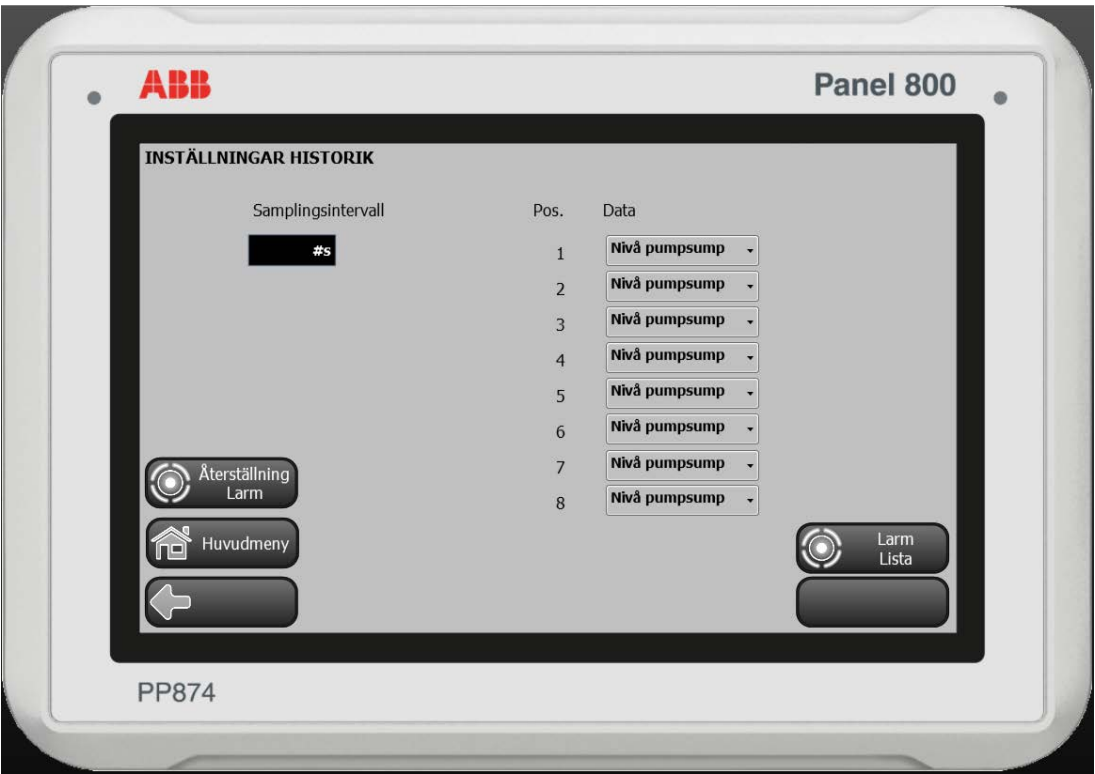 ABB
Panel 800
INSTÄLLNINGAR HISTORIK
Samplingsintervall
Pos. Data
#s
1 Nivå pumpsump
2 Nivå pumpsump
3 Nivå pumpsump
4 Nivå pumpsump
5 Nivå pumpsump
6 Nivå pumpsump
7 Nivå pumpsump
8 Nivå pumpsump
Återställning
Larm
Huvudmeny
Larm
Lista
PP874